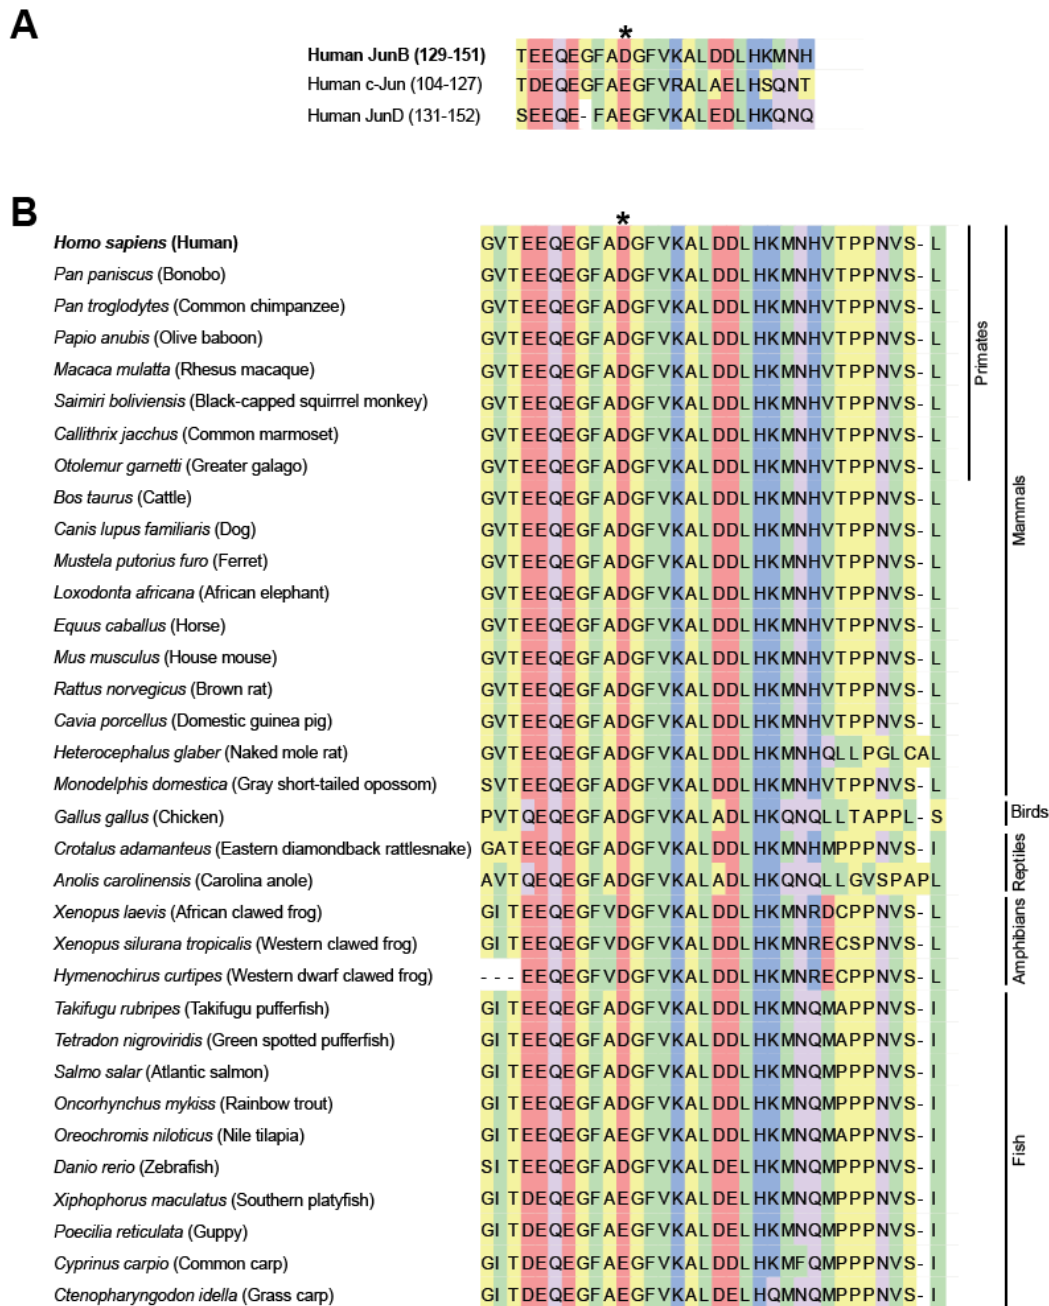 A
*
Human JunB (129-151) TEEQEGFADGFVKALDDLHKMNH
Human c-Jun (104-127) TDEQEGFAEGFVRALAELHSQNT
Human JunD (131-152) SEEQE-FAEGFVKALEDLHKQNQ
B
*
Homo sapiens (Human) GVTEEQEGFADGFVKALDDLHKMNHVTPPNVS-L
Pan paniscus (Bonobo) GVTEEQEGFADGFVKALDDLHKMNHVTPPNVS-L
Pan troglodytes (Common chimpanzee) GVTEEQEGFADGFVKALDDLHKMNHVTPPNVS-L
Papio anubis (Olive baboon) GVTEEQEGFADGFVKALDDLHKMNHVTPPNVS-L
Macaca mulatta (Rhesus macaque) GVTEEQEGFADGFVKALDDLHKMNHVTPPNVS-L
Saimiri boliviensis (Black-capped squirrrel monkey) GVTEEQEGFADGFVKALDDLHKMNHVTPPNVS-L
Callithrix jacchus (Common marmoset) GVTEEQEGFADGFVKALDDLHKMNHVTPPNVS-L
Otolemur garnetti (Greater galago) GVTEEQEGFADGFVKALDDLHKMNHVTPPNVS-L
Primates
Bos taurus (Cattle) GVTEEQEGFADGFVKALDDLHKMNHVTPPNVS-L
Canis lupus familiaris (Dog) GVTEEQEGFADGFVKALDDLHKMNHVTPPNVS-L
Mustela putorius furo (Ferret) GVTEEQEGFADGFVKALDDLHKMNHVTPPNVS-L
Loxodonta africana (African elephant) GVTEEQEGFADGFVKALDDLHKMNHVTPPNVS-L
Equus caballus (Horse) GVTEEQEGFADGFVKALDDLHKMNHVTPPNVS-L
Mus musculus (House mouse) GVTEEQEGFADGFVKALDDLHKMNHVTPPNVS-L
Rattus norvegicus (Brown rat) GVTEEQEGFADGFVKALDDLHKMNHVTPPNVS-L
Cavia porcellus (Domestic guinea pig) GVTEEQEGFADGFVKALDDLHKMNHVTPPNVS-L
Heterocephalus glaber (Naked mole rat) GVTEEQEGFADGFVKALDDLHKMNHQLLPGLCAL
Monodelphis domestica (Gray short-tailed opossom) SVTEEQEGFADGFVKALDDLHKMNHVTPPNVS-L
Mammals
Gallus gallus (Chicken) PVTQEQEGFADGFVKALADLHKQNQLLTAPPL-S
Birds
Crotalus adamanteus (Eastern diamondback rattlesnake) GATEEQEGFADGFVKALDDLHKMNHMPPPNVS-I
Anolis carolinensis (Carolina anole) AVTQEQEGFADGFVKALADLHKQNQLLGVSPAPL
Reptiles
Xenopus laevis (African clawed frog) GITEEQEGFVDGFVKALDDLHKMNRDCPPNVS-L
Xenopus silurana tropicalis (Western clawed frog) GITEEQEGFVDGFVKALDDLHKMNRECSPNVS-L
Hymenochirus curtipes (Western dwarf clawed frog) ---EEQEGFVDGFVKALDDLHKMNRECPPNVS-L
Amphibians
Takifugu rubripes (Takifugu pufferfish) GITEEQEGFADGFVKALDDLHKMNQMAPPNVS-I
Tetradon nigroviridis (Green spotted pufferfish) GITEEQEGFADGFVKALDDLHKMNQMAPPNVS-I
Salmo salar (Atlantic salmon) GITEEQEGFADGFVKALDDLHKMNQMPPPNVS-I
Oncorhynchus mykiss (Rainbow trout) GITEEQEGFADGFVKALDDLHKMNQMPPPNVS-I
Oreochromis niloticus (Nile tilapia) GITEEQEGFAEGFVKALDDLHKMNQMAPPNVS-I
Danio rerio (Zebrafish) SITEEQEGFADGFVKALDELHKMNQMPPPNVS-I
Xiphophorus maculatus (Southern platyfish) GITDEQEGFAEGFVKALDELHKMNQMPPPNVS-I
Poecilia reticulata (Guppy) GITDEQEGFAEGFVKALDELHKMNQMPPPNVS-I
Cyprinus carpio (Common carp) GITDEQEGFAEGFVKALDDLHKMFQMPPPNVS-I
Ctenopharyngodon idella (Grass carp) GITDEQEGFADGFVKALDELHQMNQMPPPNVS-I
Fish